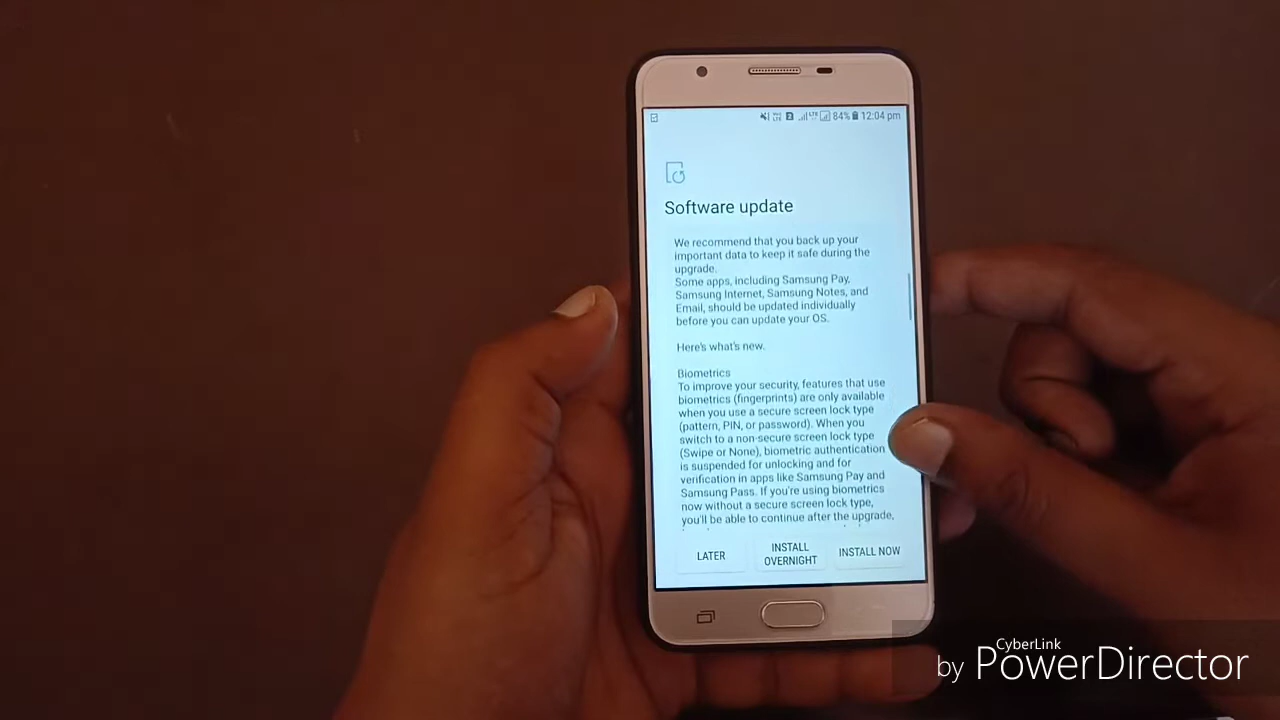 84% 12:04 pm
Software update
We recommend that you back up your
important data to keep it safe during the
upgrade.
Some apps, including Samsung Pay,
Samsung Internet, Samsung Notes, and
Email, should be updated individually
before you can update your OS.
Here's what's new.
Biometrics
To improve your security, features that use
biometrics (fingerprints) are only available
when you use a secure screen lock type
(pattern, PIN, or password). When you
switch to a non-secure screen lock type
(Swipe or None), biometric authentication
is suspended for unlocking and for
verification in apps like Samsung Pay and
Samsung Pass. If you're using biometrics
now without a secure screen lock type,
you'll be able to continue after the upgrade,
LATER
INSTALL
OVERNIGHT
INSTALL NOW
CyberLink
by PowerDirector